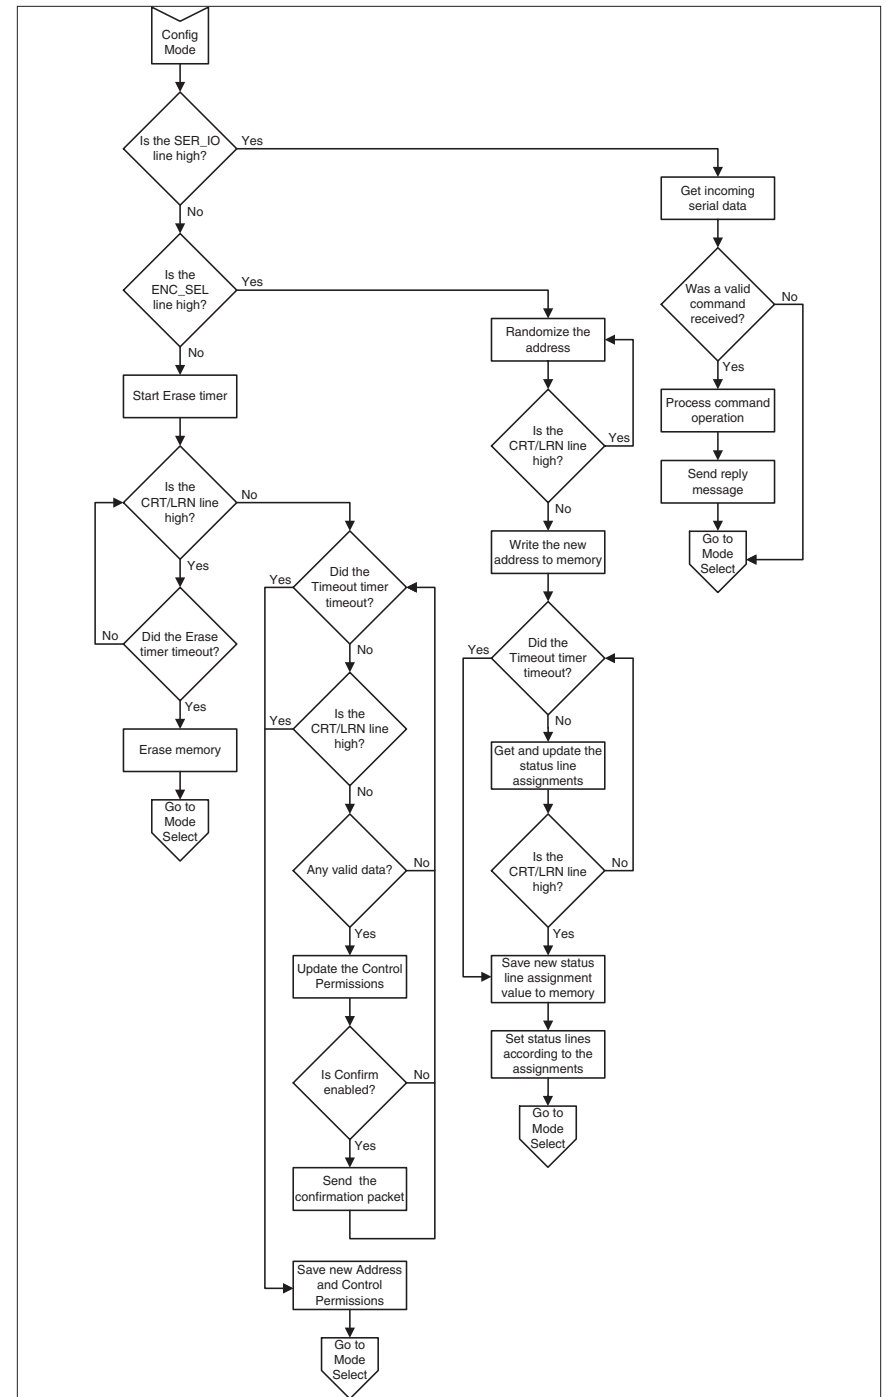 Config
Mode
Is the SER_IO
line high?
Yes
No
Get incoming
serial data
Is the
ENC_SEL
line high?
Yes
No
Was a valid
command
received?
No
Yes
Randomize the
address
Start Erase timer
Process command
operation
Is the
CRT/LRN line
high?
Yes
No
Send reply
message
Is the
CRT/LRN line
high?
No
Yes
Write the new
address to memory
Go to
Mode
Select
Did the
Timeout timer
timeout?
Yes
No
Did the Erase
timer timeout?
No
Yes
Did the
Timeout timer
timeout?
Yes
No
Is the
CRT/LRN line
high?
Yes
No
Erase memory
Get and update the
status line
assignments
Go to
Mode
Select
Any valid data?
No
Yes
Is the
CRT/LRN line
high?
No
Yes
Update the Control
Permissions
Save new status
line assignment
value to memory
Set status lines
according to the
assignments
Is Confirm
enabled?
No
Yes
Go to
Mode
Select
Send the
confirmation packet
Save new Address
and Control
Permissions
Go to
Mode
Select